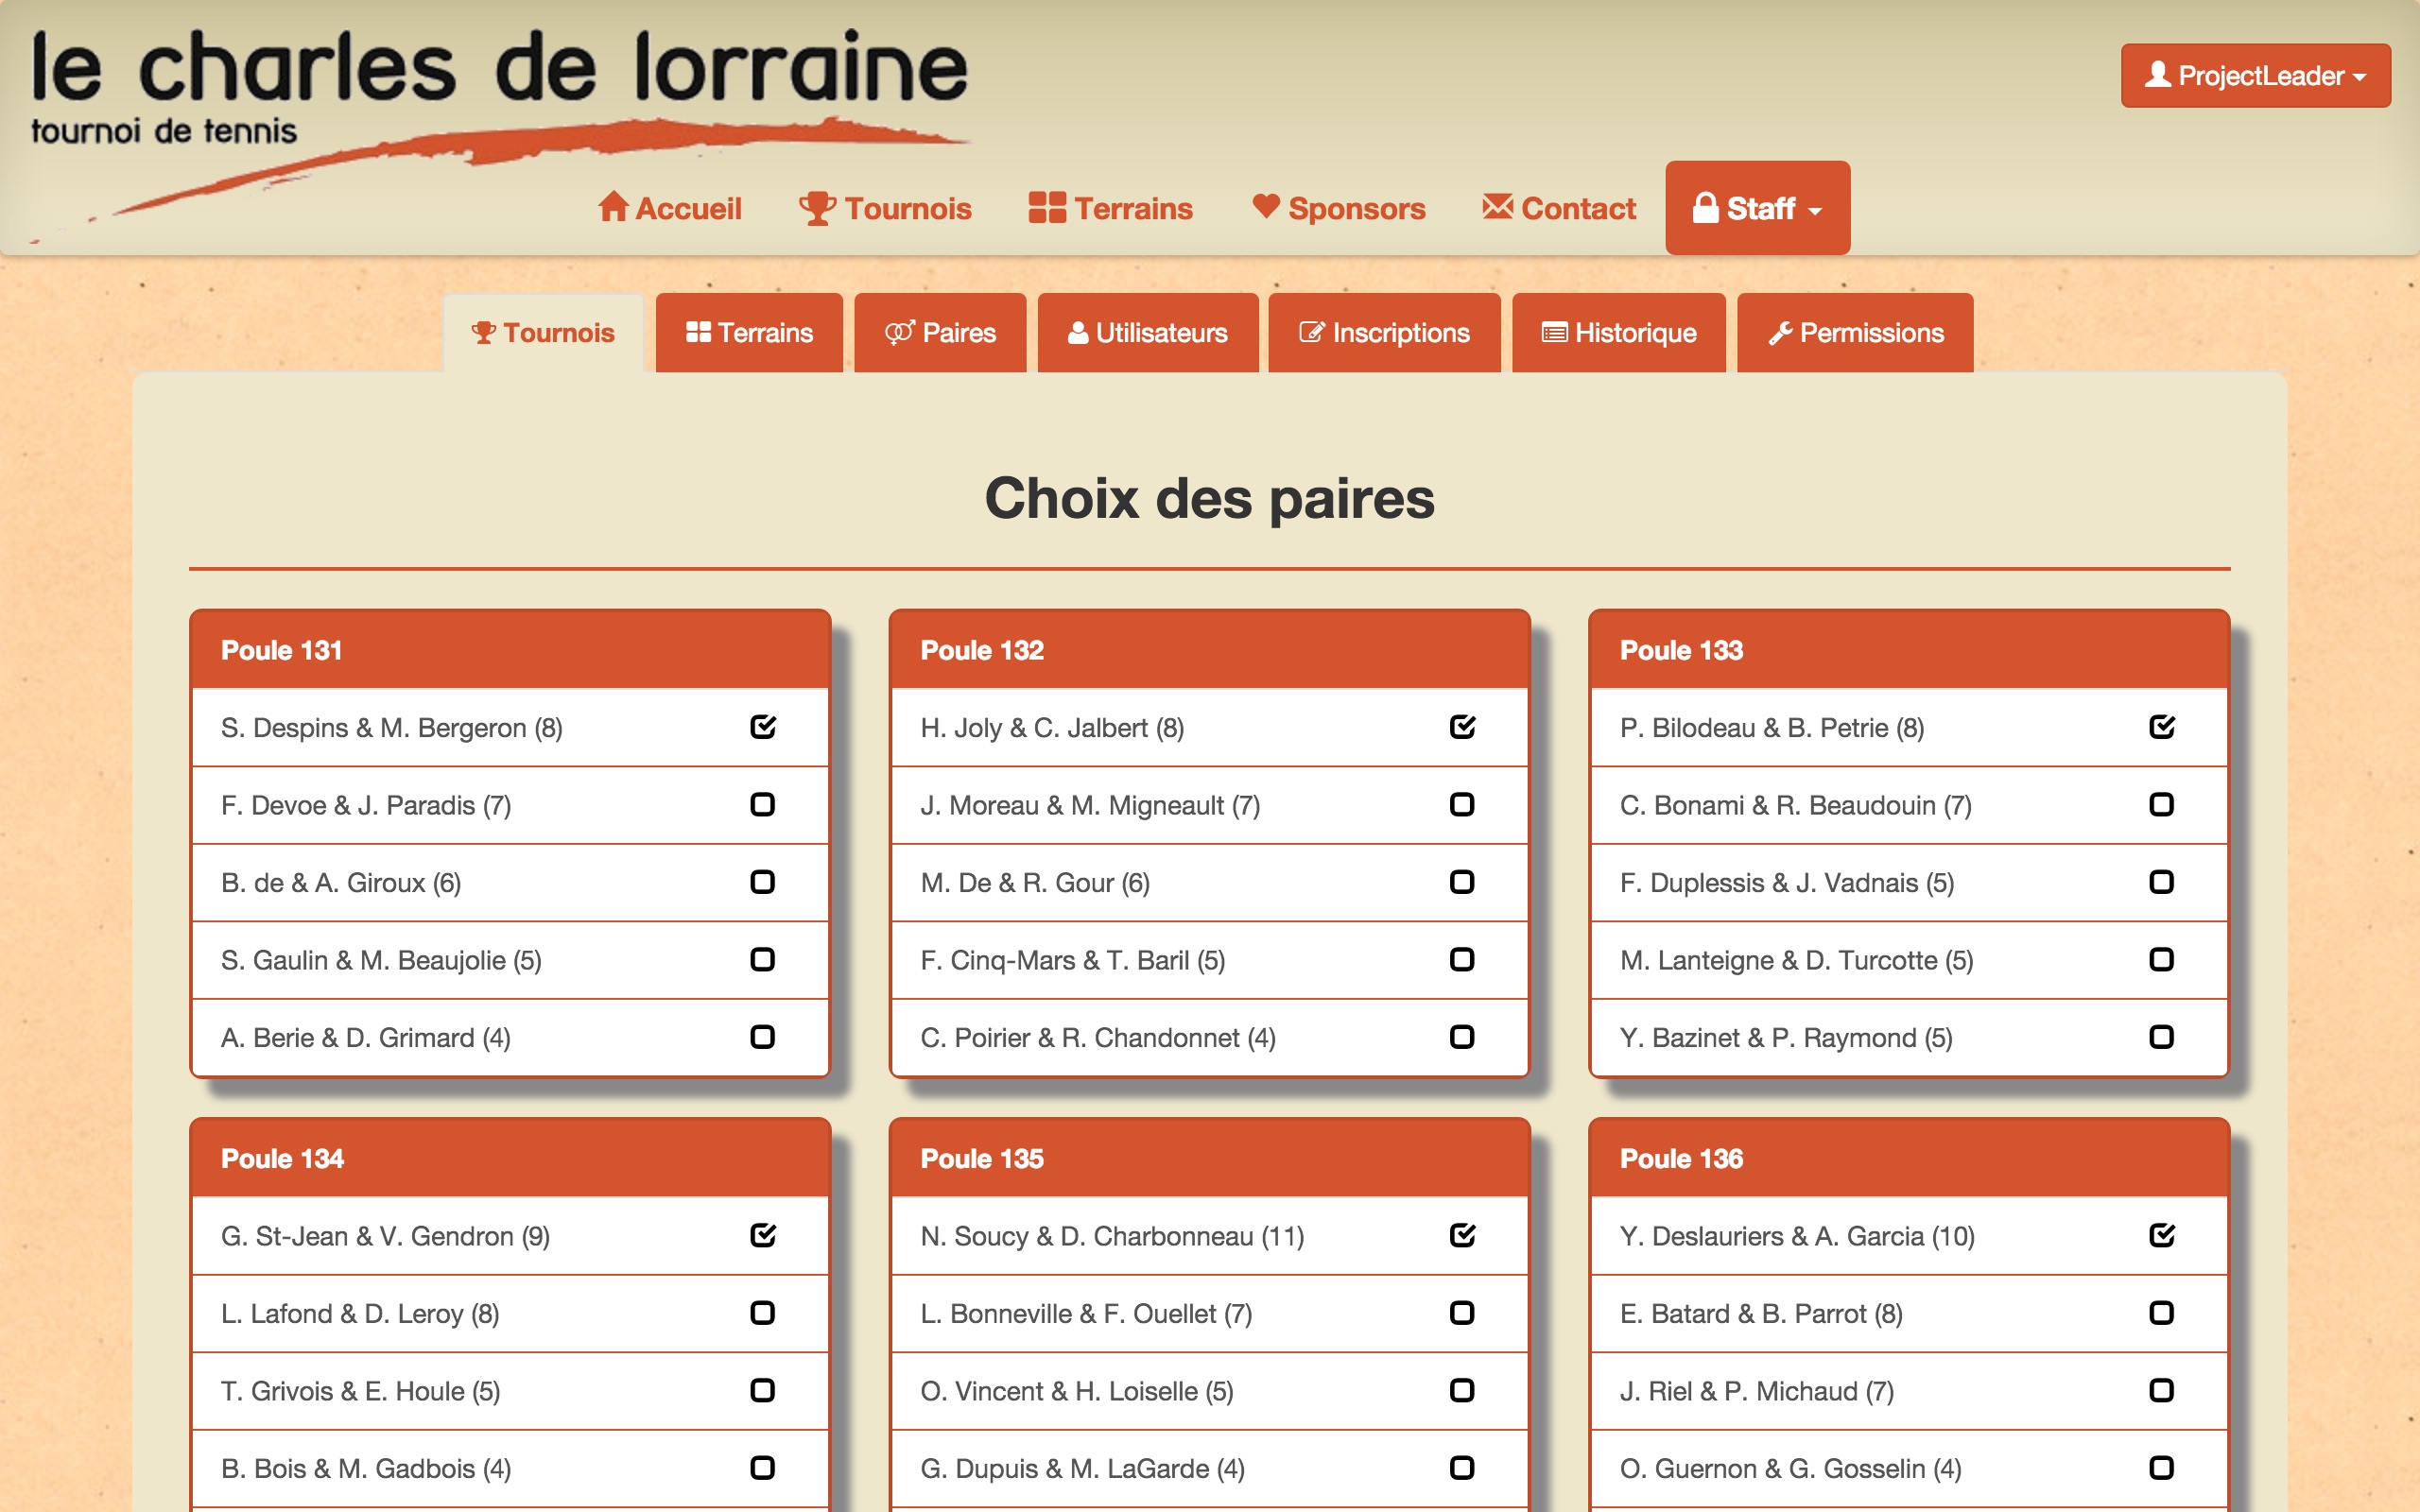 le charles de lorraine
tournoi de tennis
ProjectLeader
Accueil Tournois Terrains Sponsors Contact Staff
Tournois Terrains Paires Utilisateurs Inscriptions Historique Permissions
Choix des paires
Poule 131
S. Despins & M. Bergeron (8)
F. Devoe & J. Paradis (7)
B. de & A. Giroux (6)
S. Gaulin & M. Beaujolie (5)
A. Berie & D. Grimard (4)
Poule 132
H. Joly & C. Jalbert (8)
J. Moreau & M. Migneault (7)
M. De & R. Gour (6)
F. Cinq-Mars & T. Baril (5)
C. Poirier & R. Chandonnet (4)
Poule 133
P. Bilodeau & B. Petrie (8)
C. Bonami & R. Beaudouin (7)
F. Duplessis & J. Vadnais (5)
M. Lanteigne & D. Turcotte (5)
Y. Bazinet & P. Raymond (5)
Poule 134
G. St-Jean & V. Gendron (9)
L. Lafond & D. Leroy (8)
T. Grivois & E. Houle (5)
B. Bois & M. Gadbois (4)
Poule 135
N. Soucy & D. Charbonneau (11)
L. Bonneville & F. Ouellet (7)
O. Vincent & H. Loiselle (5)
G. Dupuis & M. LaGarde (4)
Poule 136
Y. Deslauriers & A. Garcia (10)
E. Batard & B. Parrot (8)
J. Riel & P. Michaud (7)
O. Guernon & G. Gosselin (4)